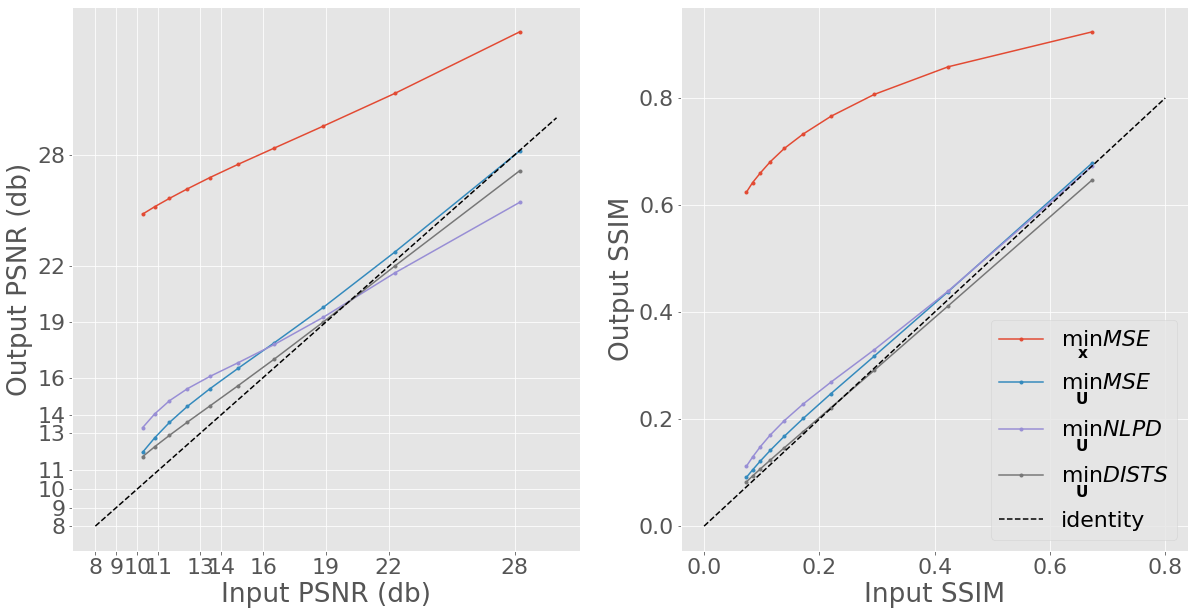 28
22
19
16
14
13
11
10
9
8
Output PSNR (db)
8 9 10 11 13 14 16 19 22 28
Input PSNR (db)
0.8
0.6
0.4
0.2
0.0
Output SSIM
0.0 0.2 0.4 0.6 0.8
Input SSIM
min MSE
x
min MSE
U
min NLPD
U
min DISTS
U
identity